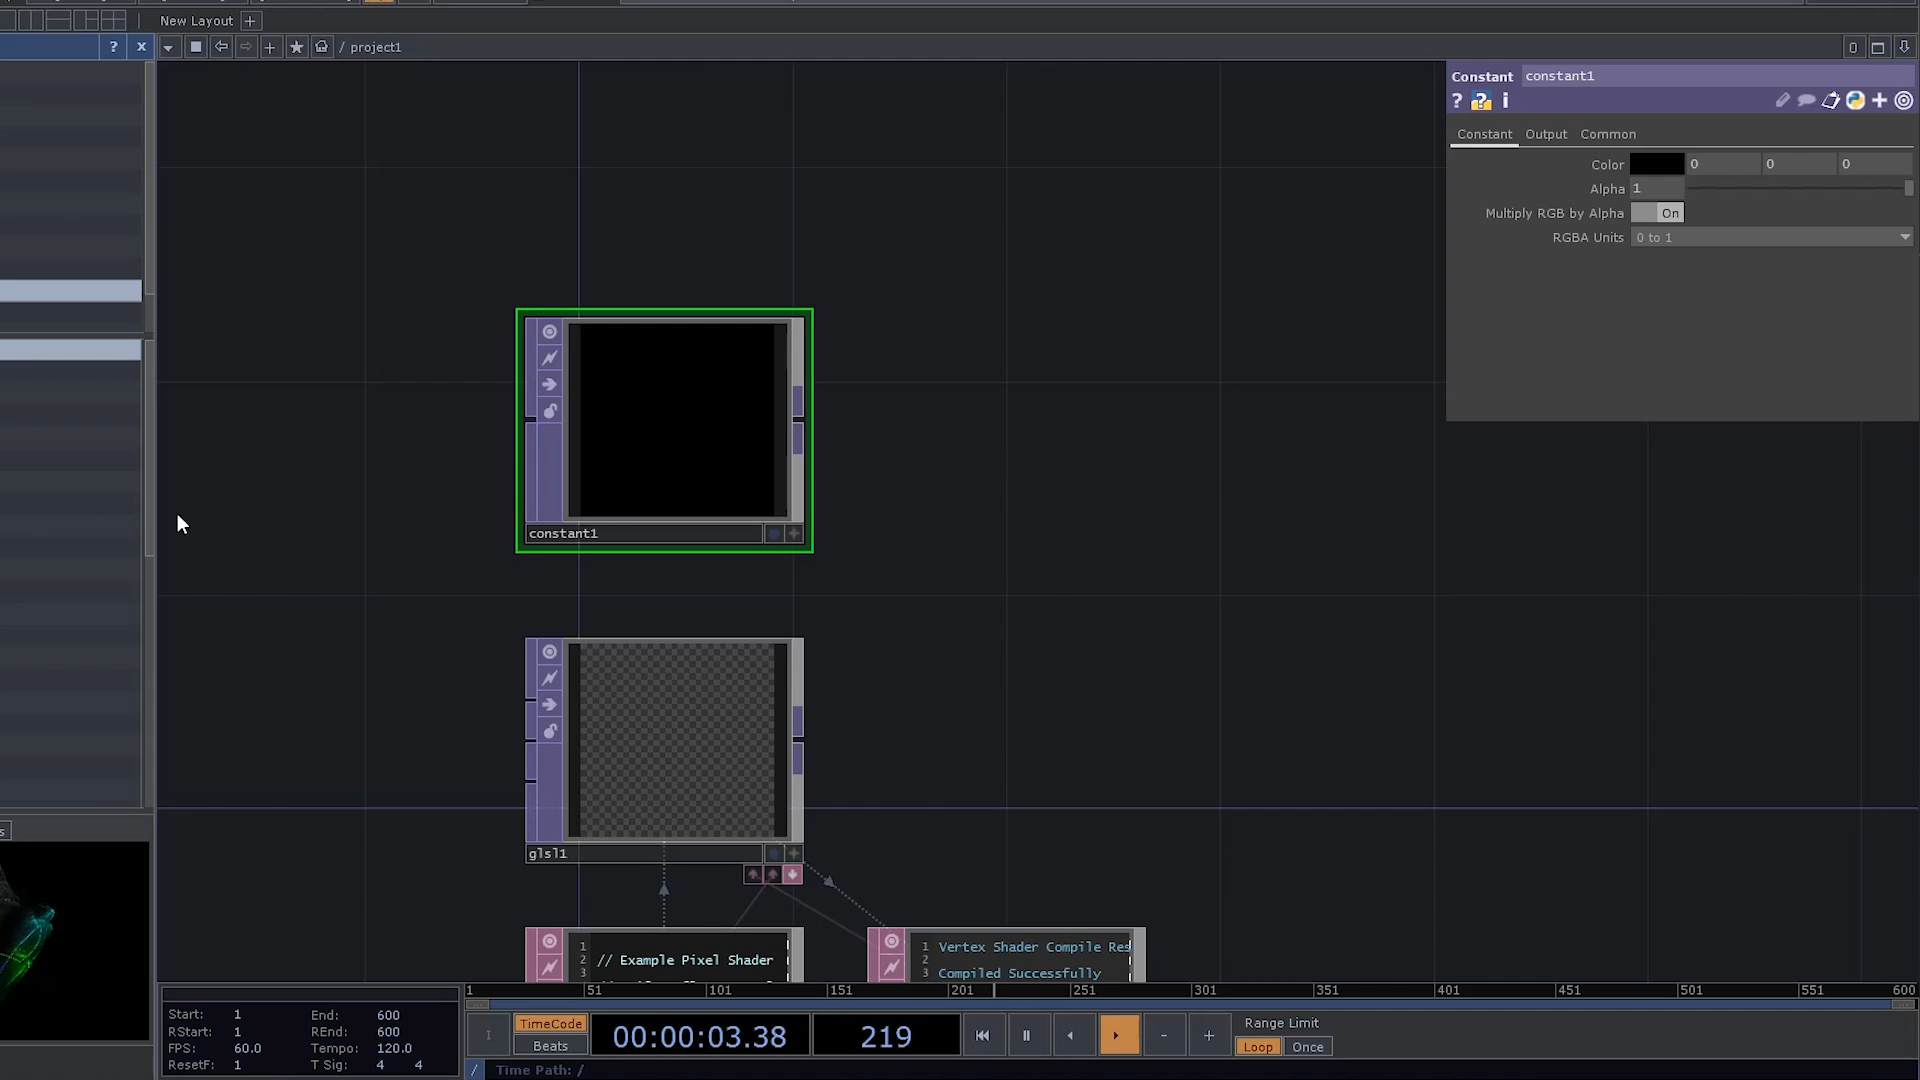 New Layout +
? x + / project1 0
Constant constant1
? ? i
Constant Output Common
Color 0 0 0
Alpha 1
Multiply RGB by Alpha On
RGBA Units 0 to 1
constant1
glsl1
s
1
2 // Example Pixel Shader
3
1 Vertex Shader Compile Res
2
3 Compiled Successfully
1 51 101 151 201 251 301 351 401 451 501 551 600
Start: 1 End: 600
RStart: 1 REnd: 600
FPS: 60.0 Tempo: 120.0
ResetF: 1 T Sig: 4 4
TimeCode
Beats
00:00:03.38
219
- +
Range Limit
Loop Once
/ Time Path: /